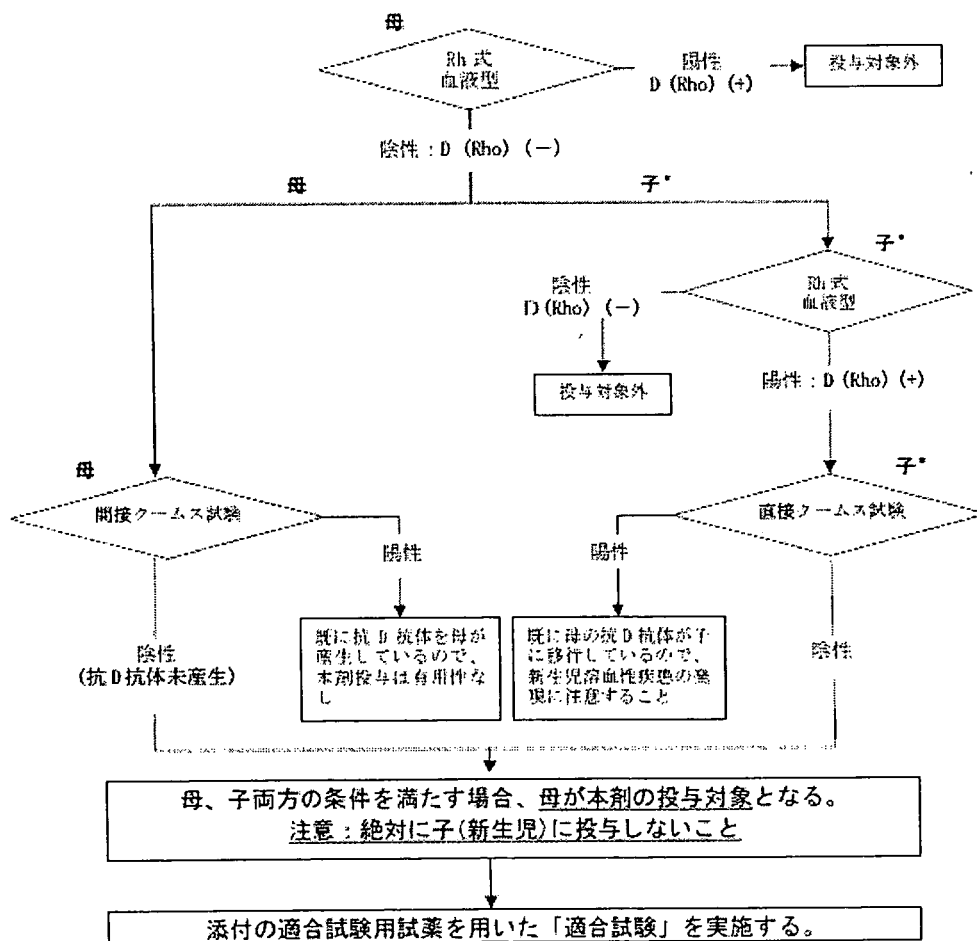 母
Rh 式
血液型
陽性
D (Rho) (+)
投与対象外
陰性 : D (Rho) (−)
母
子*
子*
Rh 式
血液型
陰性
D (Rho) (−)
投与対象外
陽性 : D (Rho) (+)
母
間接クームス試験
陽性
子*
直接クームス試験
陽性
陰性
(抗D抗体未産生)
既に抗 D 抗体を母が
産生しているので、
本剤投与は有用性な
し
既に母の抗D抗体が子
に移行しているので、
新生児溶血性疾患の発
現に注意すること
陰性
母、子両方の条件を満たす場合、母が本剤の投与対象となる。
注意:絶対に子(新生児)に投与しないこと
添付の適合試験用試薬を用いた「適合試験」を実施する。